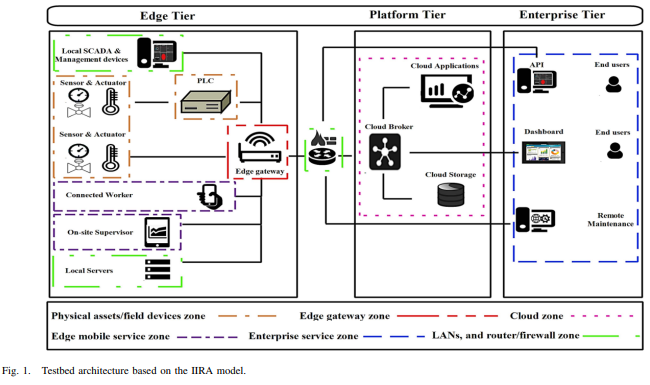 Edge Tier
Platform Tier
Enterprise Tier
Local SCADA &
Management devices
Sensor & Actuator
PLC
Sensor & Actuator
Edge gateway
Connected Worker
On-site Supervisor
Local Servers
Cloud Applications
Cloud Broker
Cloud Storage
API
End users
Dashboard
End users
Remote
Maintenance
Physical assets/field devices zone
Edge gateway zone
Cloud zone
Edge mobile service zone
Enterprise service zone
LANs, and router/firewall zone
Fig. 1. Testbed architecture based on the IIRA model.